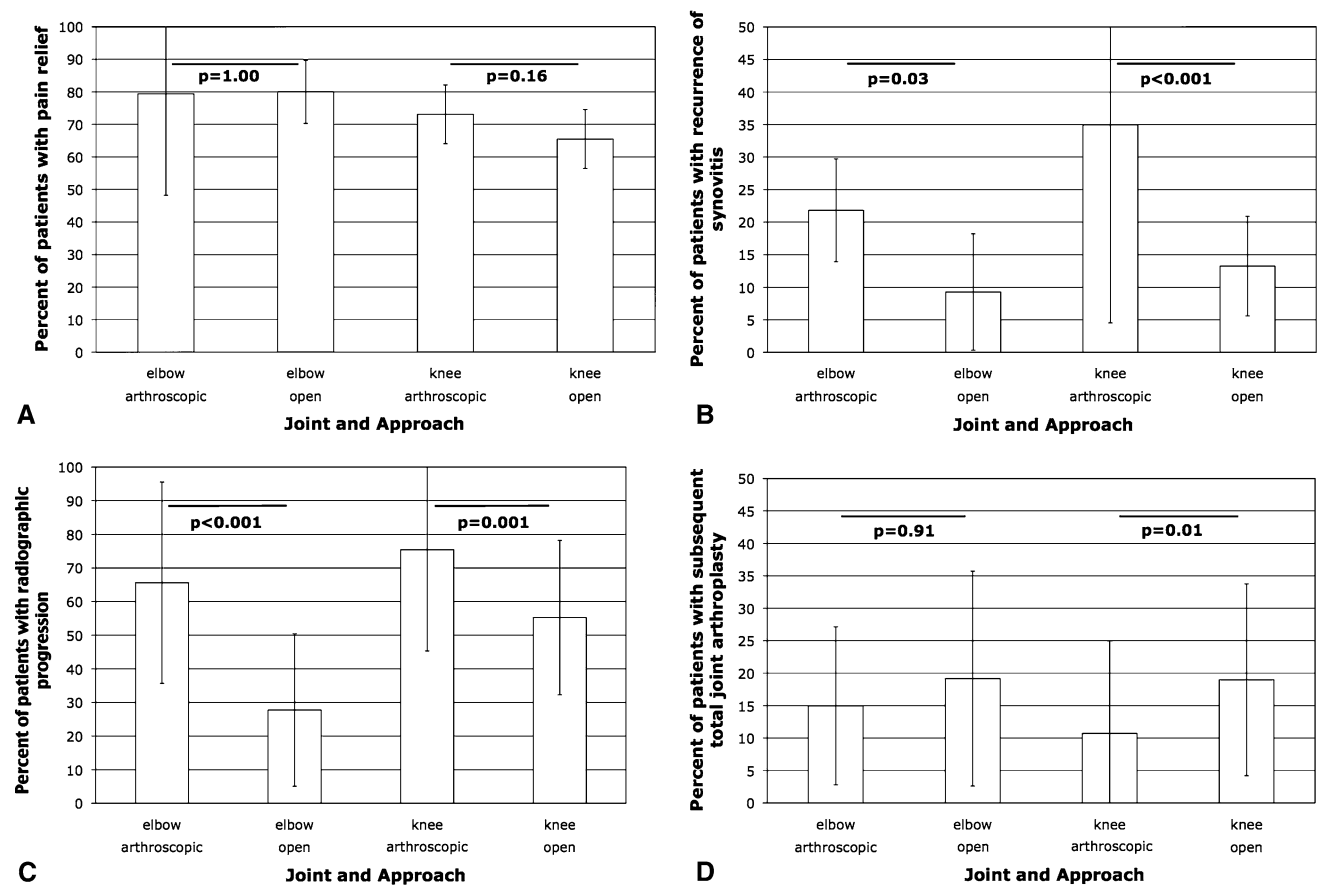 Percent of patients with pain relief
100
90
80
70
60
50
40
30
20
10
0
p=1.00
p=0.16
elbow arthroscopic
elbow open
knee arthroscopic
knee open
Joint and Approach
A
Percent of patients with recurrence of
synovitis
50
45
40
35
30
25
20
15
10
5
0
p=0.03
p<0.001
elbow arthroscopic
elbow open
knee arthroscopic
knee open
Joint and Approach
B
Percent of patients with radiographic
progression
100
90
80
70
60
50
40
30
20
10
0
p<0.001
p=0.001
elbow arthroscopic
elbow open
knee arthroscopic
knee open
Joint and Approach
C
Percent of patients with subsequent
total joint arthroplasty
50
45
40
35
30
25
20
15
10
5
0
p=0.91
p=0.01
elbow arthroscopic
elbow open
knee arthroscopic
knee open
Joint and Approach
D